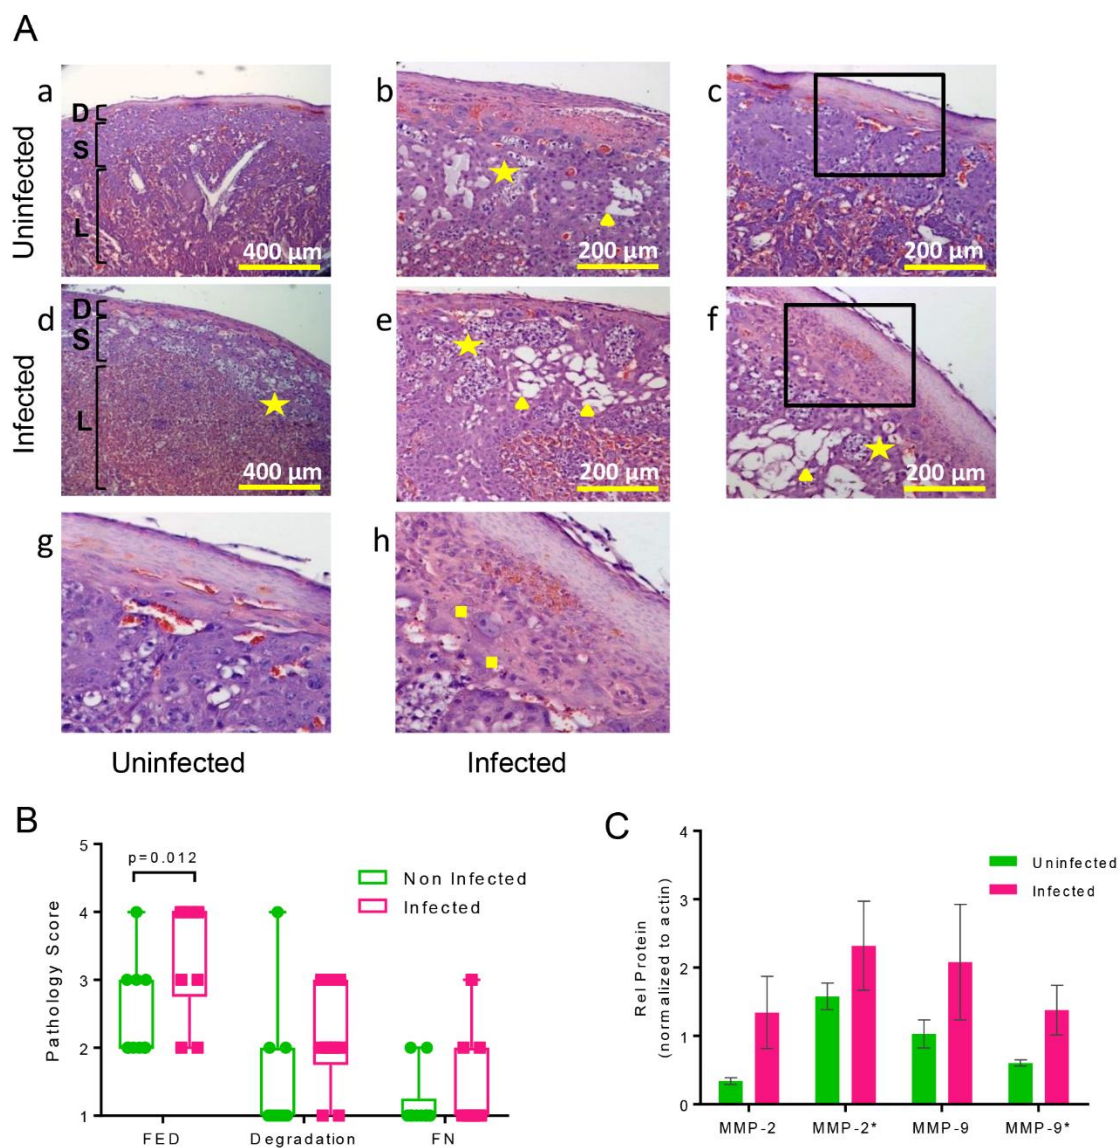 A
Uninfected
a
D
S
L
400 µm
b
200 µm
c
200 µm
Infected
d
D
S
L
400 µm
e
200 µm
f
200 µm
g
h
Uninfected
Infected
B
Pathology Score
5
4
3
2
1
p=0.012
Non Infected
Infected
FED
Degradation
FN
C
Rel Protein
(normalized to actin)
4
3
2
1
0
Uninfected
Infected
MMP-2
MMP-2*
MMP-9
MMP-9*